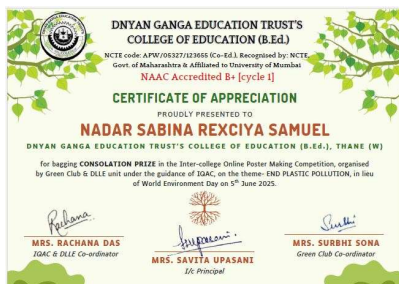 DNYAN GANGA EDUCATION TRUST'S
COLLEGE OF EDUCATION (B.Ed.)
NCTE code: APW/05327/123655 (Co-Ed.), Recognised by: NCTE,
Govt. of Maharashtra & Affiliated to University of Mumbai
NAAC Accredited B+ [cycle 1]
CERTIFICATE OF APPRECIATION
PROUDLY PRESENTED TO
NADAR SABINA REXCIYA SAMUEL
DNYAN GANGA EDUCATION TRUST'S COLLEGE OF EDUCATION (B.Ed.), THANE (W)
for bagging CONSOLATION PRIZE in the Inter-college Online Poster Making Competition, organised
by Green Club & DLLE unit under the guidance of IQAC, on the theme- END PLASTIC POLLUTION, in lieu
of World Environment Day on 5th June 2025.
Rachana
MRS. RACHANA DAS
IQAC & DLLE Co-ordinator
MRS. SAVITA UPASANI
I/c Principal
Surbhi
MRS. SURBHI SONA
Green Club Co-ordinator